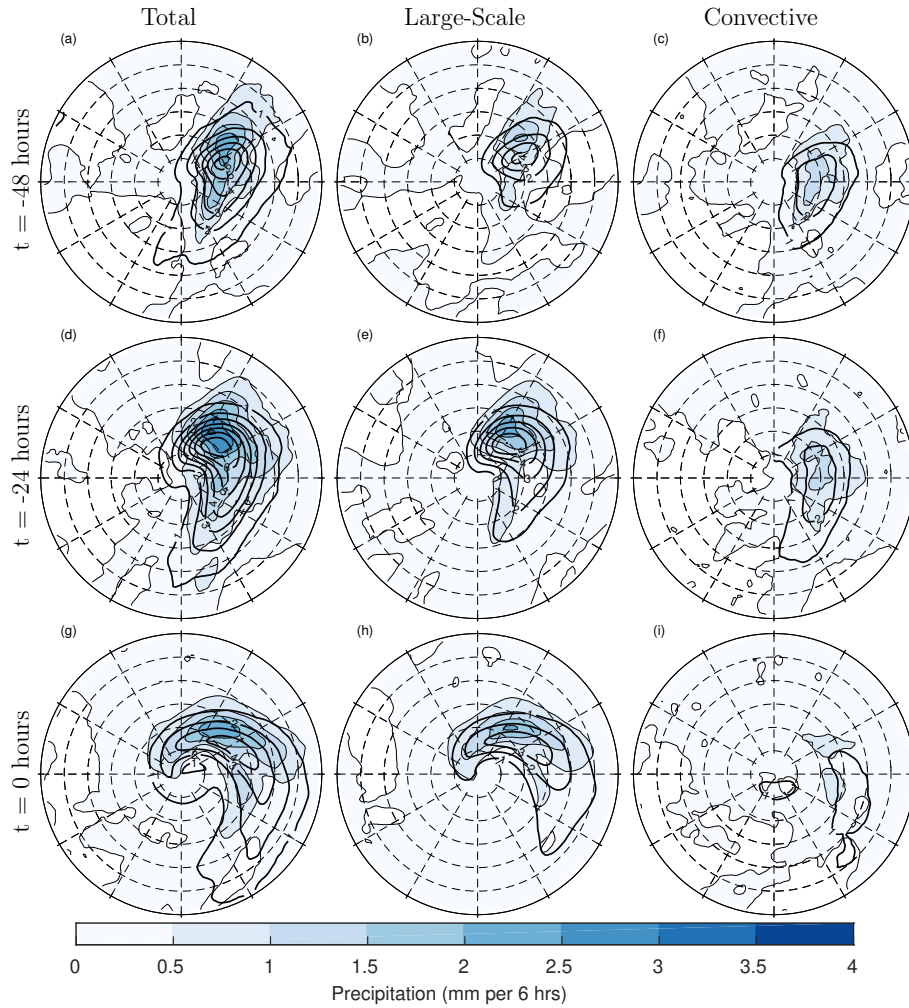 Total Large-Scale Convective
(a) (b) (c)
t = -48 hours
(d) (e) (f)
t = -24 hours
(g) (h) (i)
t = 0 hours
0 0.5 1 1.5 2 2.5 3 3.5 4
Precipitation (mm per 6 hrs)